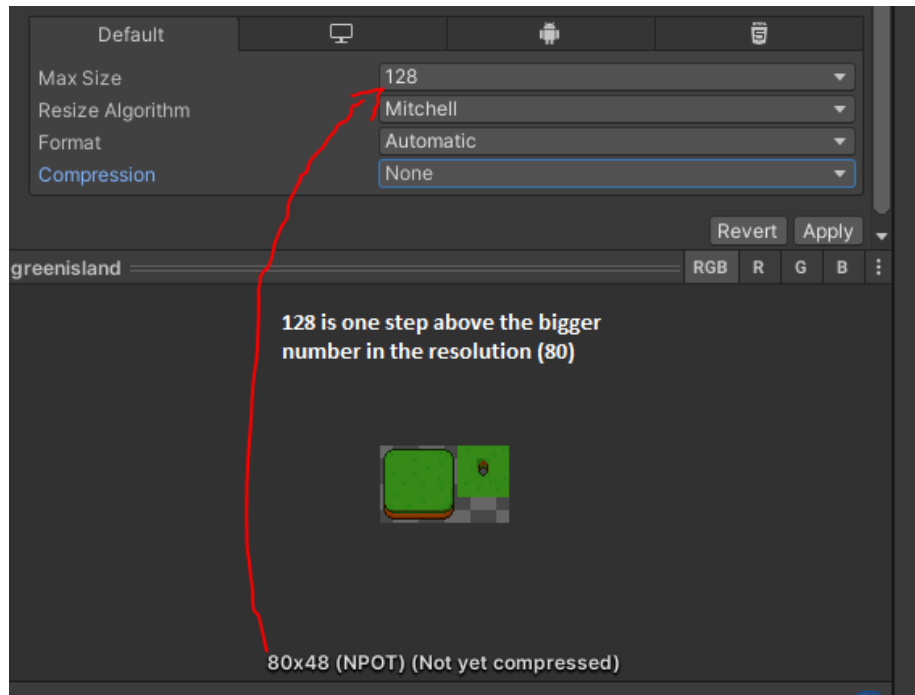 Default
Max Size 128
Resize Algorithm Mitchell
Format Automatic
Compression None
Revert Apply
greenisland RGB R G B
128 is one step above the bigger
number in the resolution (80)
80x48 (NPOT) (Not yet compressed)